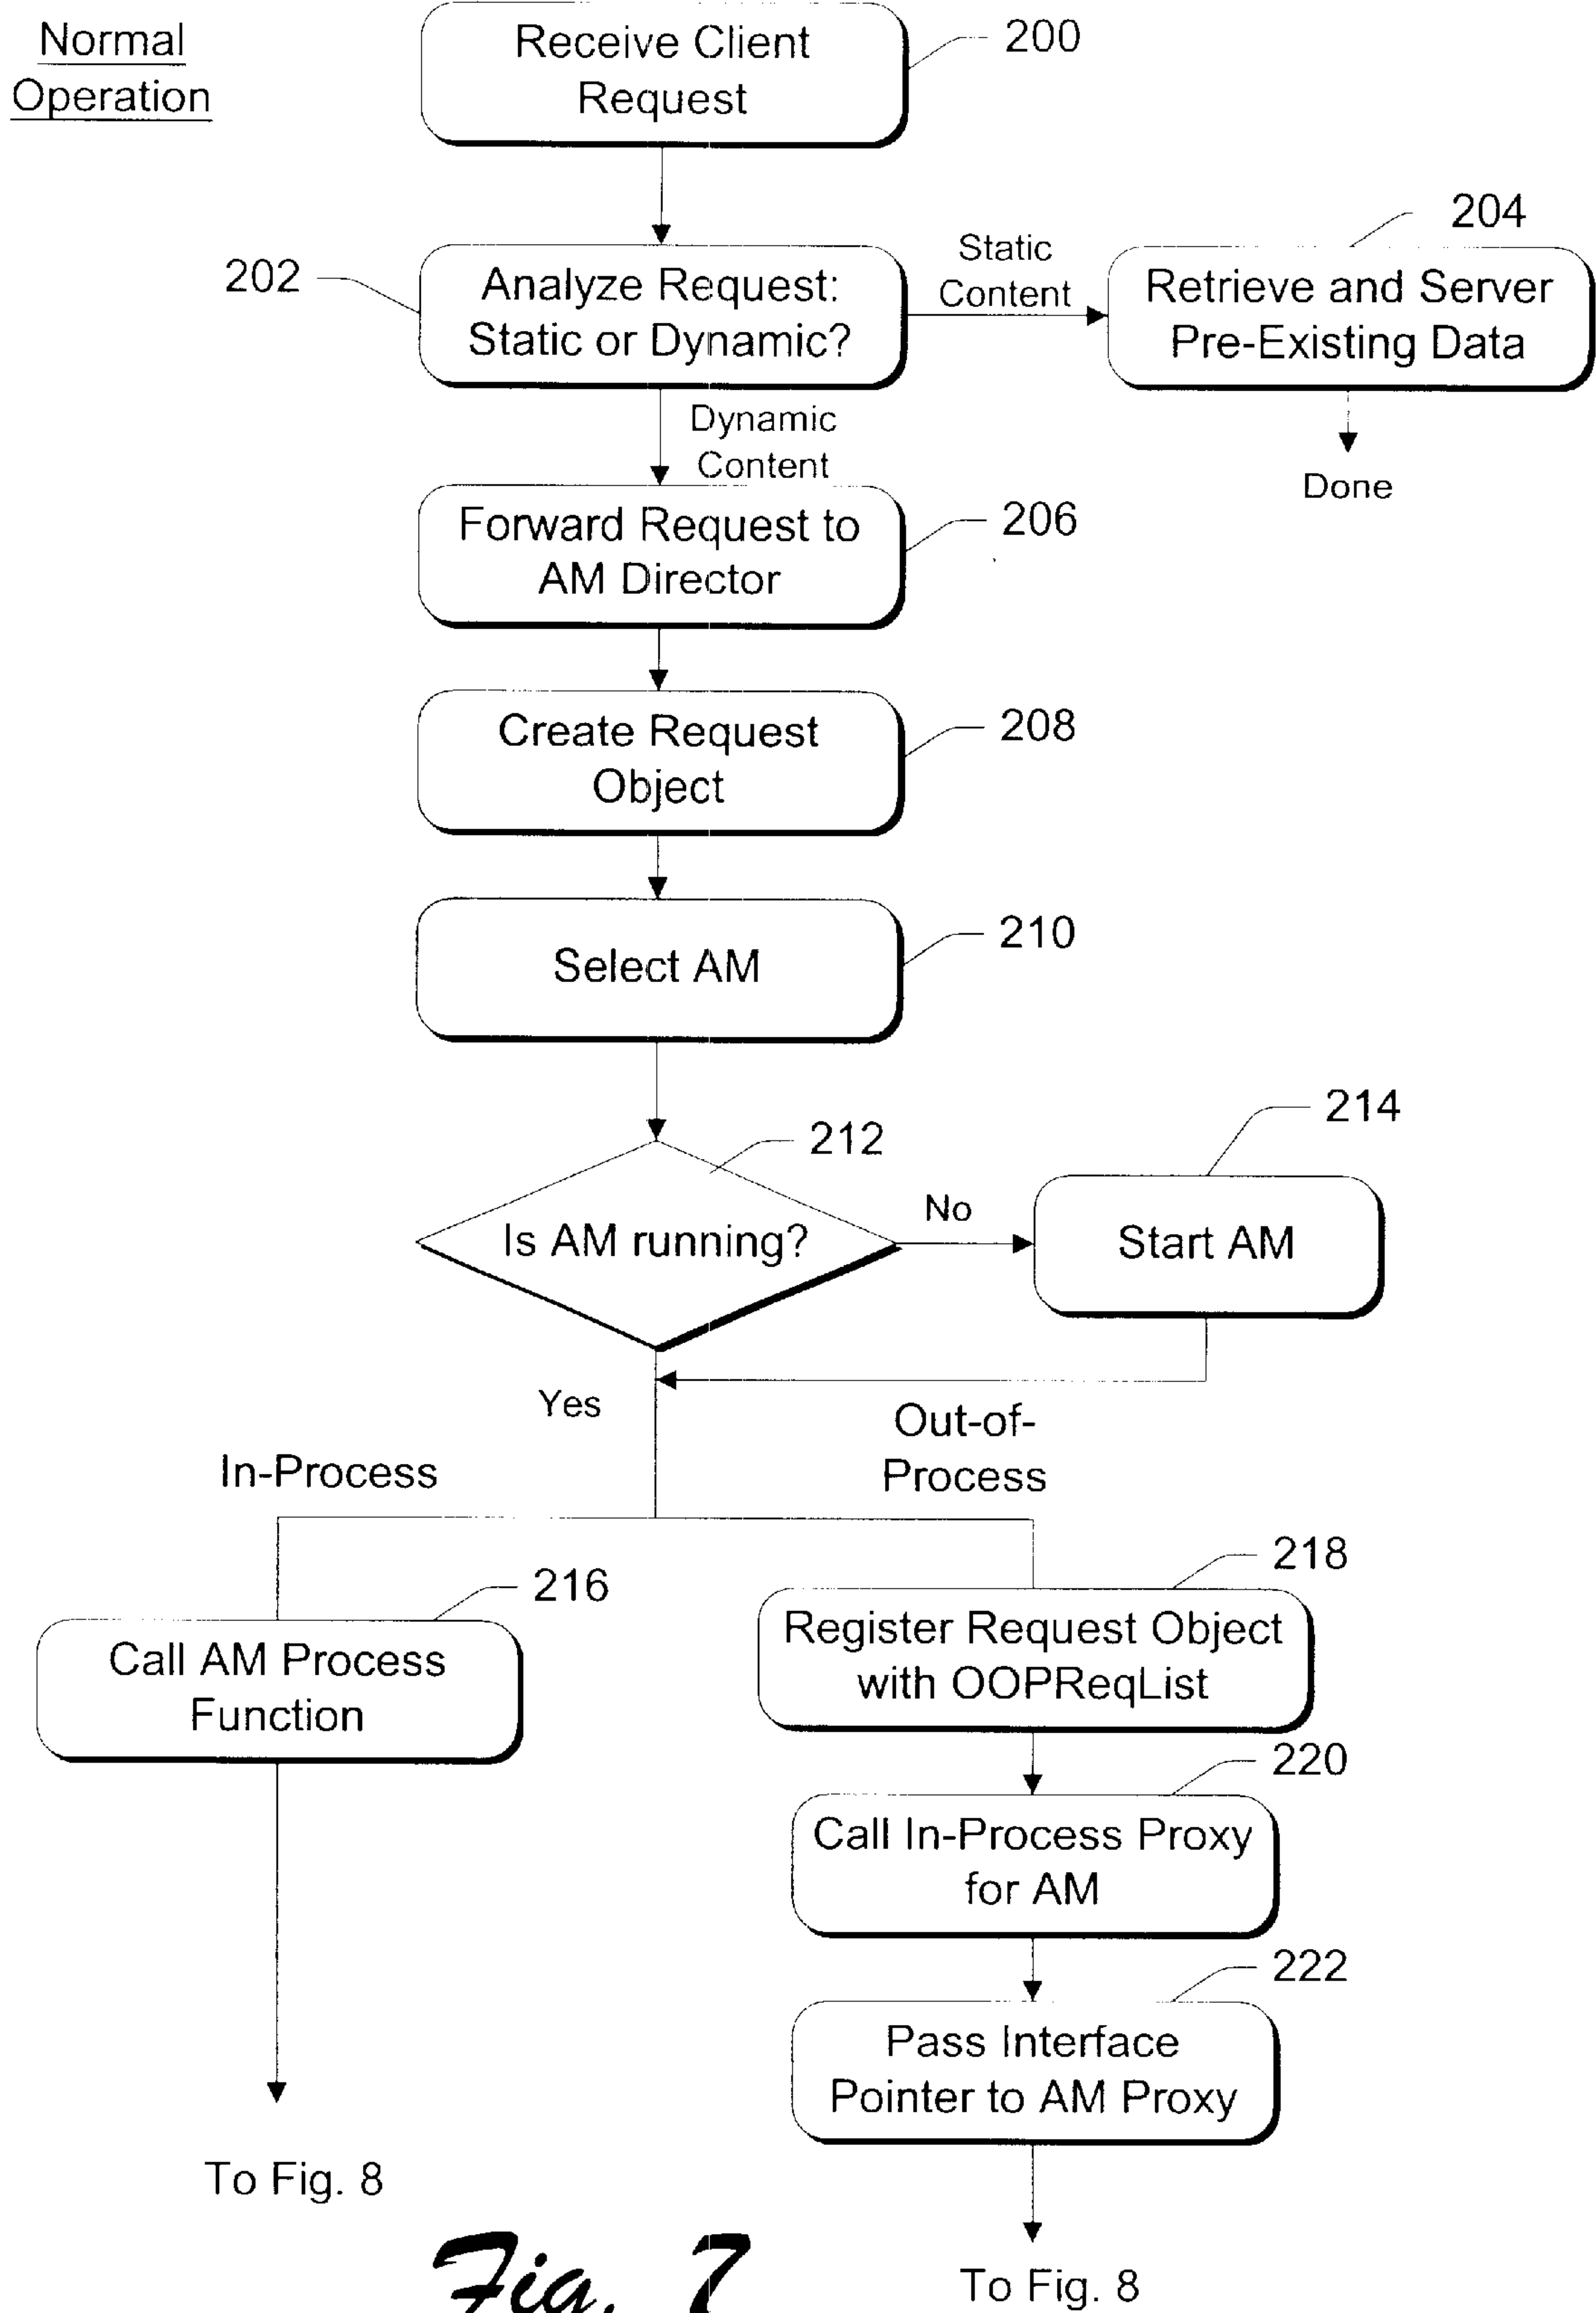 Normal
Operation
Receive Client
Request
200
202
Analyze Request:
Static or Dynamic?
Static
Content
204
Retrieve and Server
Pre-Existing Data
Done
Dynamic
Content
Forward Request to
AM Director
206
Create Request
Object
208
Select AM
210
212
Is AM running?
No
214
Start AM
Yes
In-Process
Out-of-
Process
216
Call AM Process
Function
To Fig. 8
218
Register Request Object
with OOPReqList
220
Call In-Process Proxy
for AM
222
Pass Interface
Pointer to AM Proxy
To Fig. 8
Fig. 7